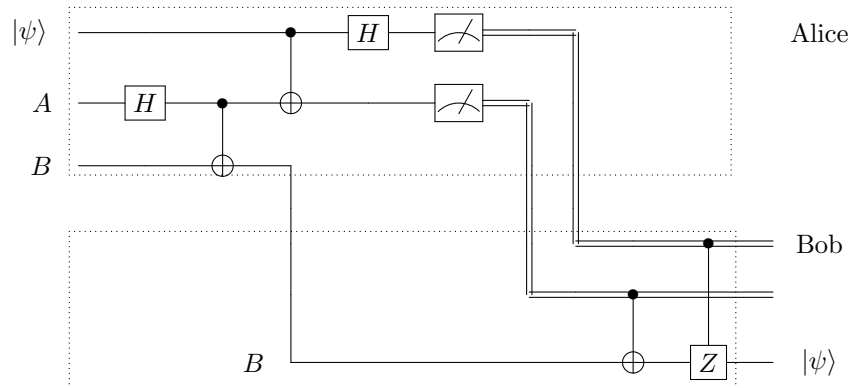 |ψ⟩ H Alice
A H
B
Bob
B Z |ψ⟩